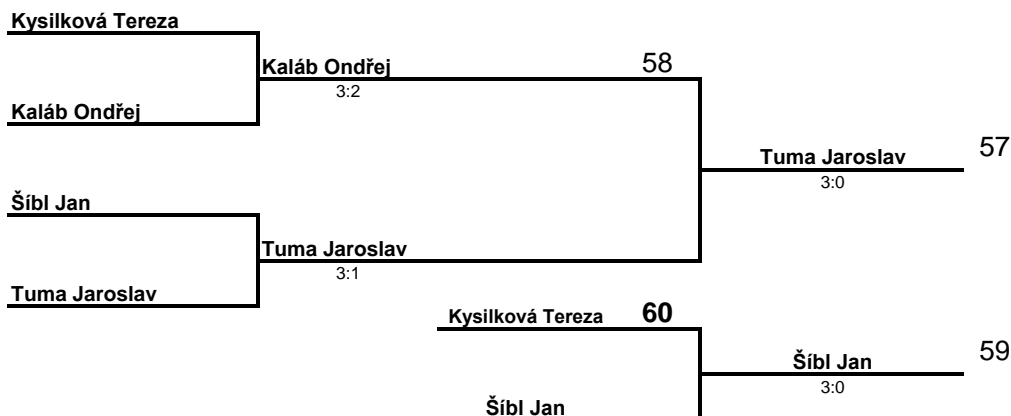 Kysilková Tereza
Kaláb Ondřej 58
3:2
Kaláb Ondřej
Tuma Jaroslav 57
3:0
Šíbl Jan
Tuma Jaroslav
3:1
Tuma Jaroslav
Kysilková Tereza 60
Šíbl Jan 59
3:0
Šíbl Jan